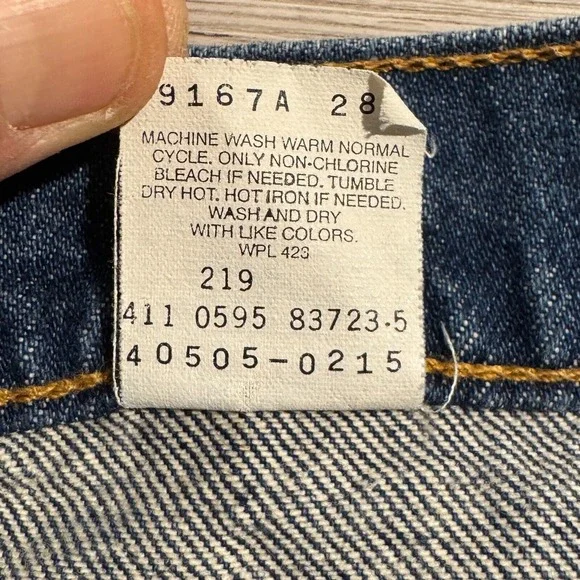 9167A 28
MACHINE WASH WARM NORMAL
CYCLE. ONLY NON-CHLORINE
BLEACH IF NEEDED. TUMBLE
DRY HOT. HOT IRON IF NEEDED.
WASH AND DRY
WITH LIKE COLORS.
WPL 423
219
411 0595 83723-5
40505-0215